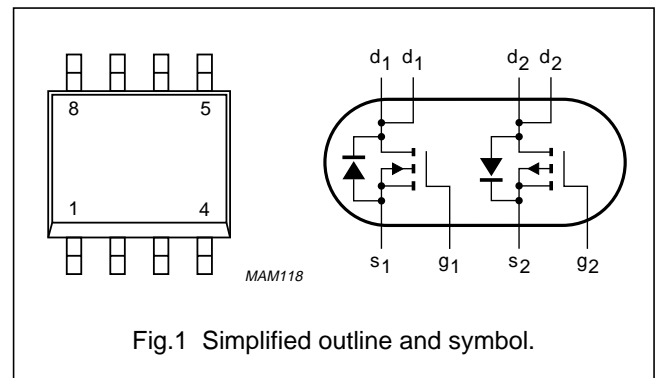 d1 d1 d2 d2
8 5
1 4
s1 g1 s2 g2
MAM118
Fig.1 Simplified outline and symbol.